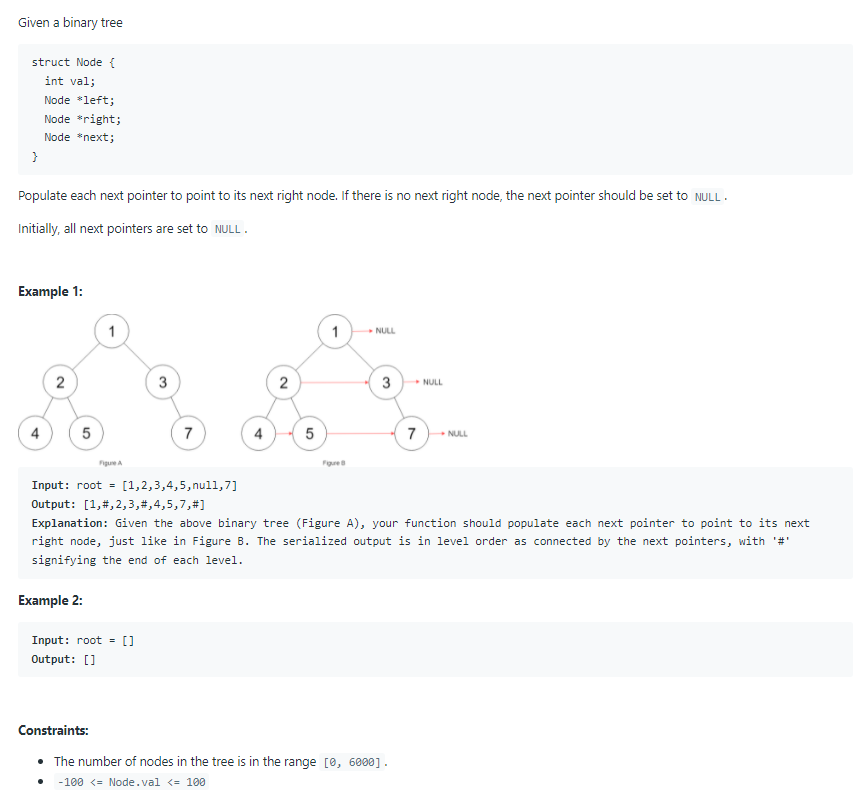 Given a binary tree
struct Node {
int val;
Node *left;
Node *right;
Node *next;
}
Populate each next pointer to point to its next right node. If there is no next right node, the next pointer should be set to NULL.
Initially, all next pointers are set to NULL.
Example 1:
1 1 NULL
2 3 2 3 NULL
4 5 7 4 5 7 NULL
Figure A Figure B
Input: root = [1,2,3,4,5,null,7]
Output: [1,#,2,3,#,4,5,7,#]
Explanation: Given the above binary tree (Figure A), your function should populate each next pointer to point to its next
right node, just like in Figure B. The serialized output is in level order as connected by the next pointers, with '#'
signifying the end of each level.
Example 2:
Input: root = []
Output: []
Constraints:
• The number of nodes in the tree is in the range [0, 6000].
• -100 <= Node.val <= 100